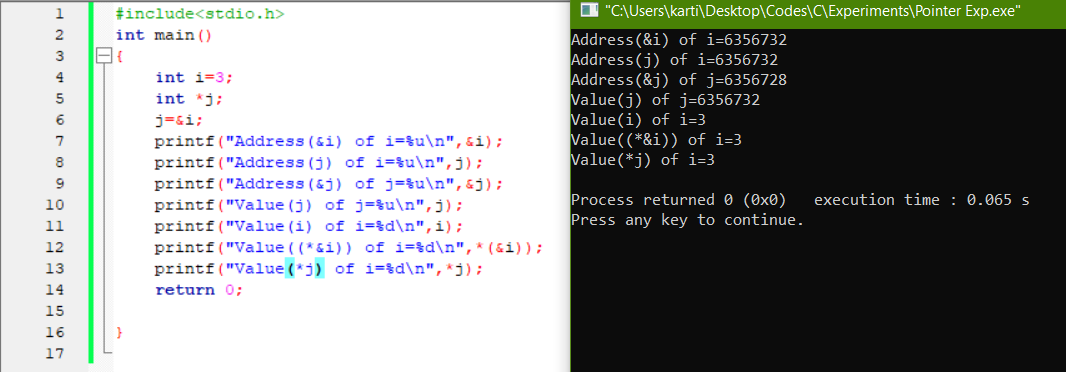 1 #include<stdio.h>
2 int main()
3 {
4 int i=3;
5 int *j;
6 j=&i;
7 printf("Address(&i) of i=%u\n",&i);
8 printf("Address(j) of i=%u\n",j);
9 printf("Address(&j) of j=%u\n",&j);
10 printf("Value(j) of j=%u\n",j);
11 printf("Value(i) of i=%d\n",i);
12 printf("Value((*&i)) of i=%d\n",*(&i));
13 printf("Value(*j) of i=%d\n",*j);
14 return 0;
15
16 }
17
"C:\Users\karti\Desktop\Codes\C\Experiments\Pointer Exp.exe"
Address(&i) of i=6356732
Address(j) of i=6356732
Address(&j) of j=6356728
Value(j) of j=6356732
Value(i) of i=3
Value((*&i)) of i=3
Value(*j) of i=3
Process returned 0 (0x0) execution time : 0.065 s
Press any key to continue.